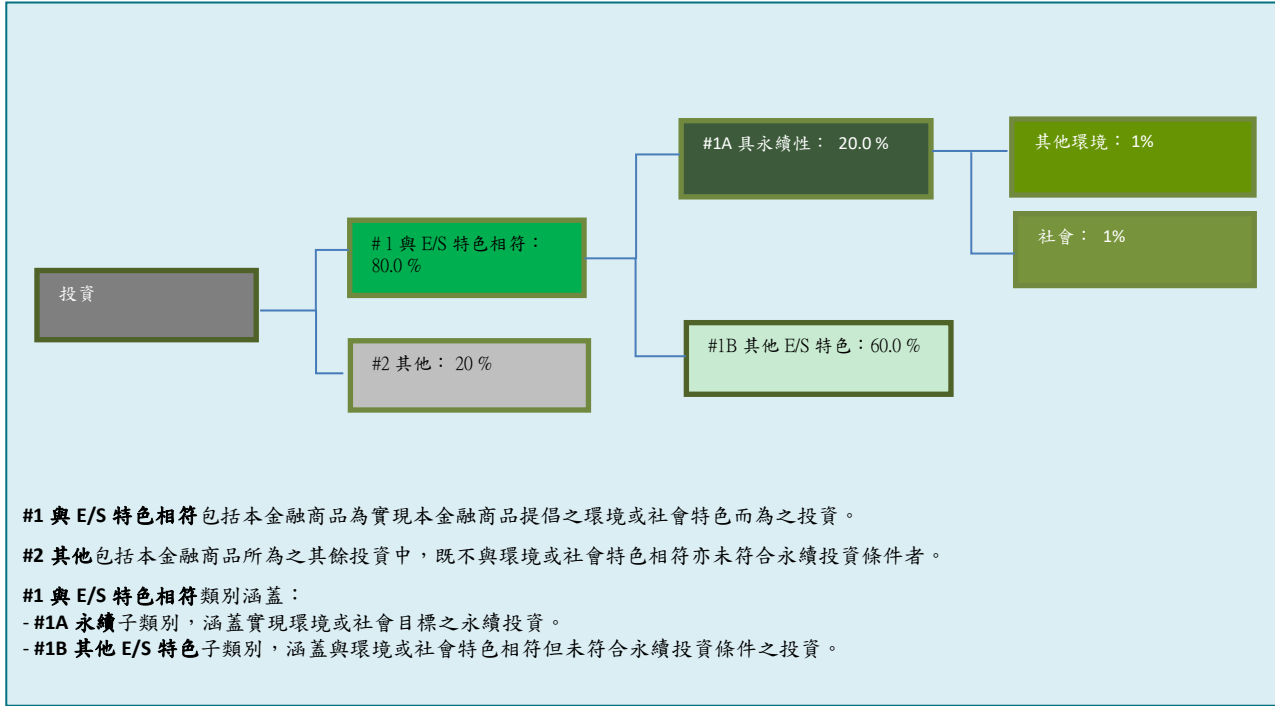 #1A 具永續性： 20.0 %
其他環境： 1%
社會： 1%
# 1 與 E/S 特色相符：
80.0 %
投資
#1B 其他 E/S 特色：60.0 %
#2 其他： 20 %
#1 與 E/S 特色相符包括本金融商品為實現本金融商品提倡之環境或社會特色而為之投資。
#2 其他包括本金融商品所為之其餘投資中，既不與環境或社會特色相符亦未符合永續投資條件者。
#1 與 E/S 特色相符類別涵蓋：
- #1A 永續子類別，涵蓋實現環境或社會目標之永續投資。
- #1B 其他 E/S 特色子類別，涵蓋與環境或社會特色相符但未符合永續投資條件之投資。